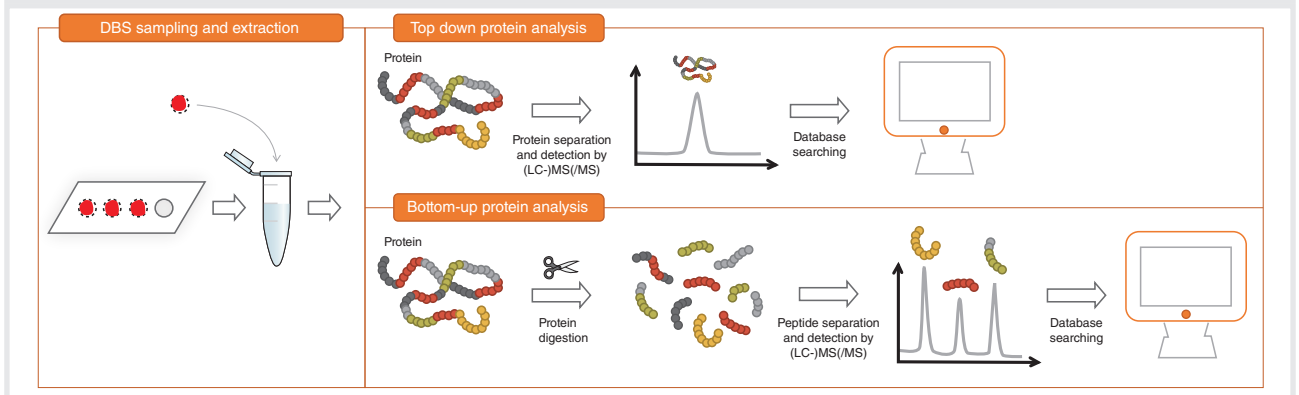 DBS sampling and extraction
Top down protein analysis
Protein
Protein separation
and detection by
(LC-)MS(/MS)
Database
searching
Bottom-up protein analysis
Protein
Protein
digestion
Peptide separation
and detection by
(LC-)MS(/MS)
Database
searching